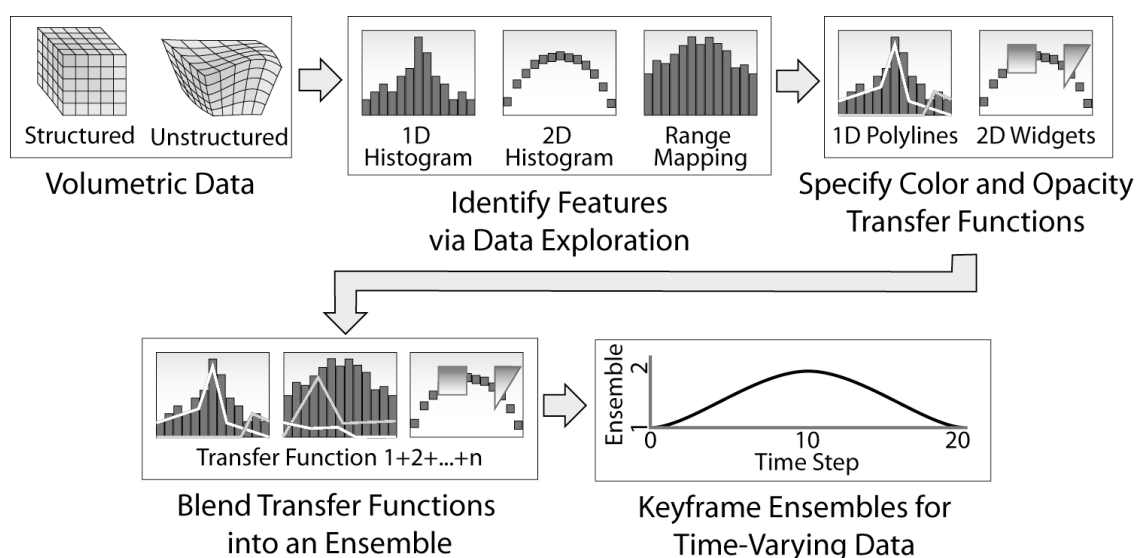 Structured
Unstructured
Volumetric Data
1D
Histogram
2D
Histogram
Range
Mapping
Identify Features
via Data Exploration
1D Polylines
2D Widgets
Specify Color and Opacity
Transfer Functions
Transfer Function 1+2+...+n
Blend Transfer Functions
into an Ensemble
Ensemble
2
1
0
10
20
Time Step
Keyframe Ensembles for
Time-Varying Data